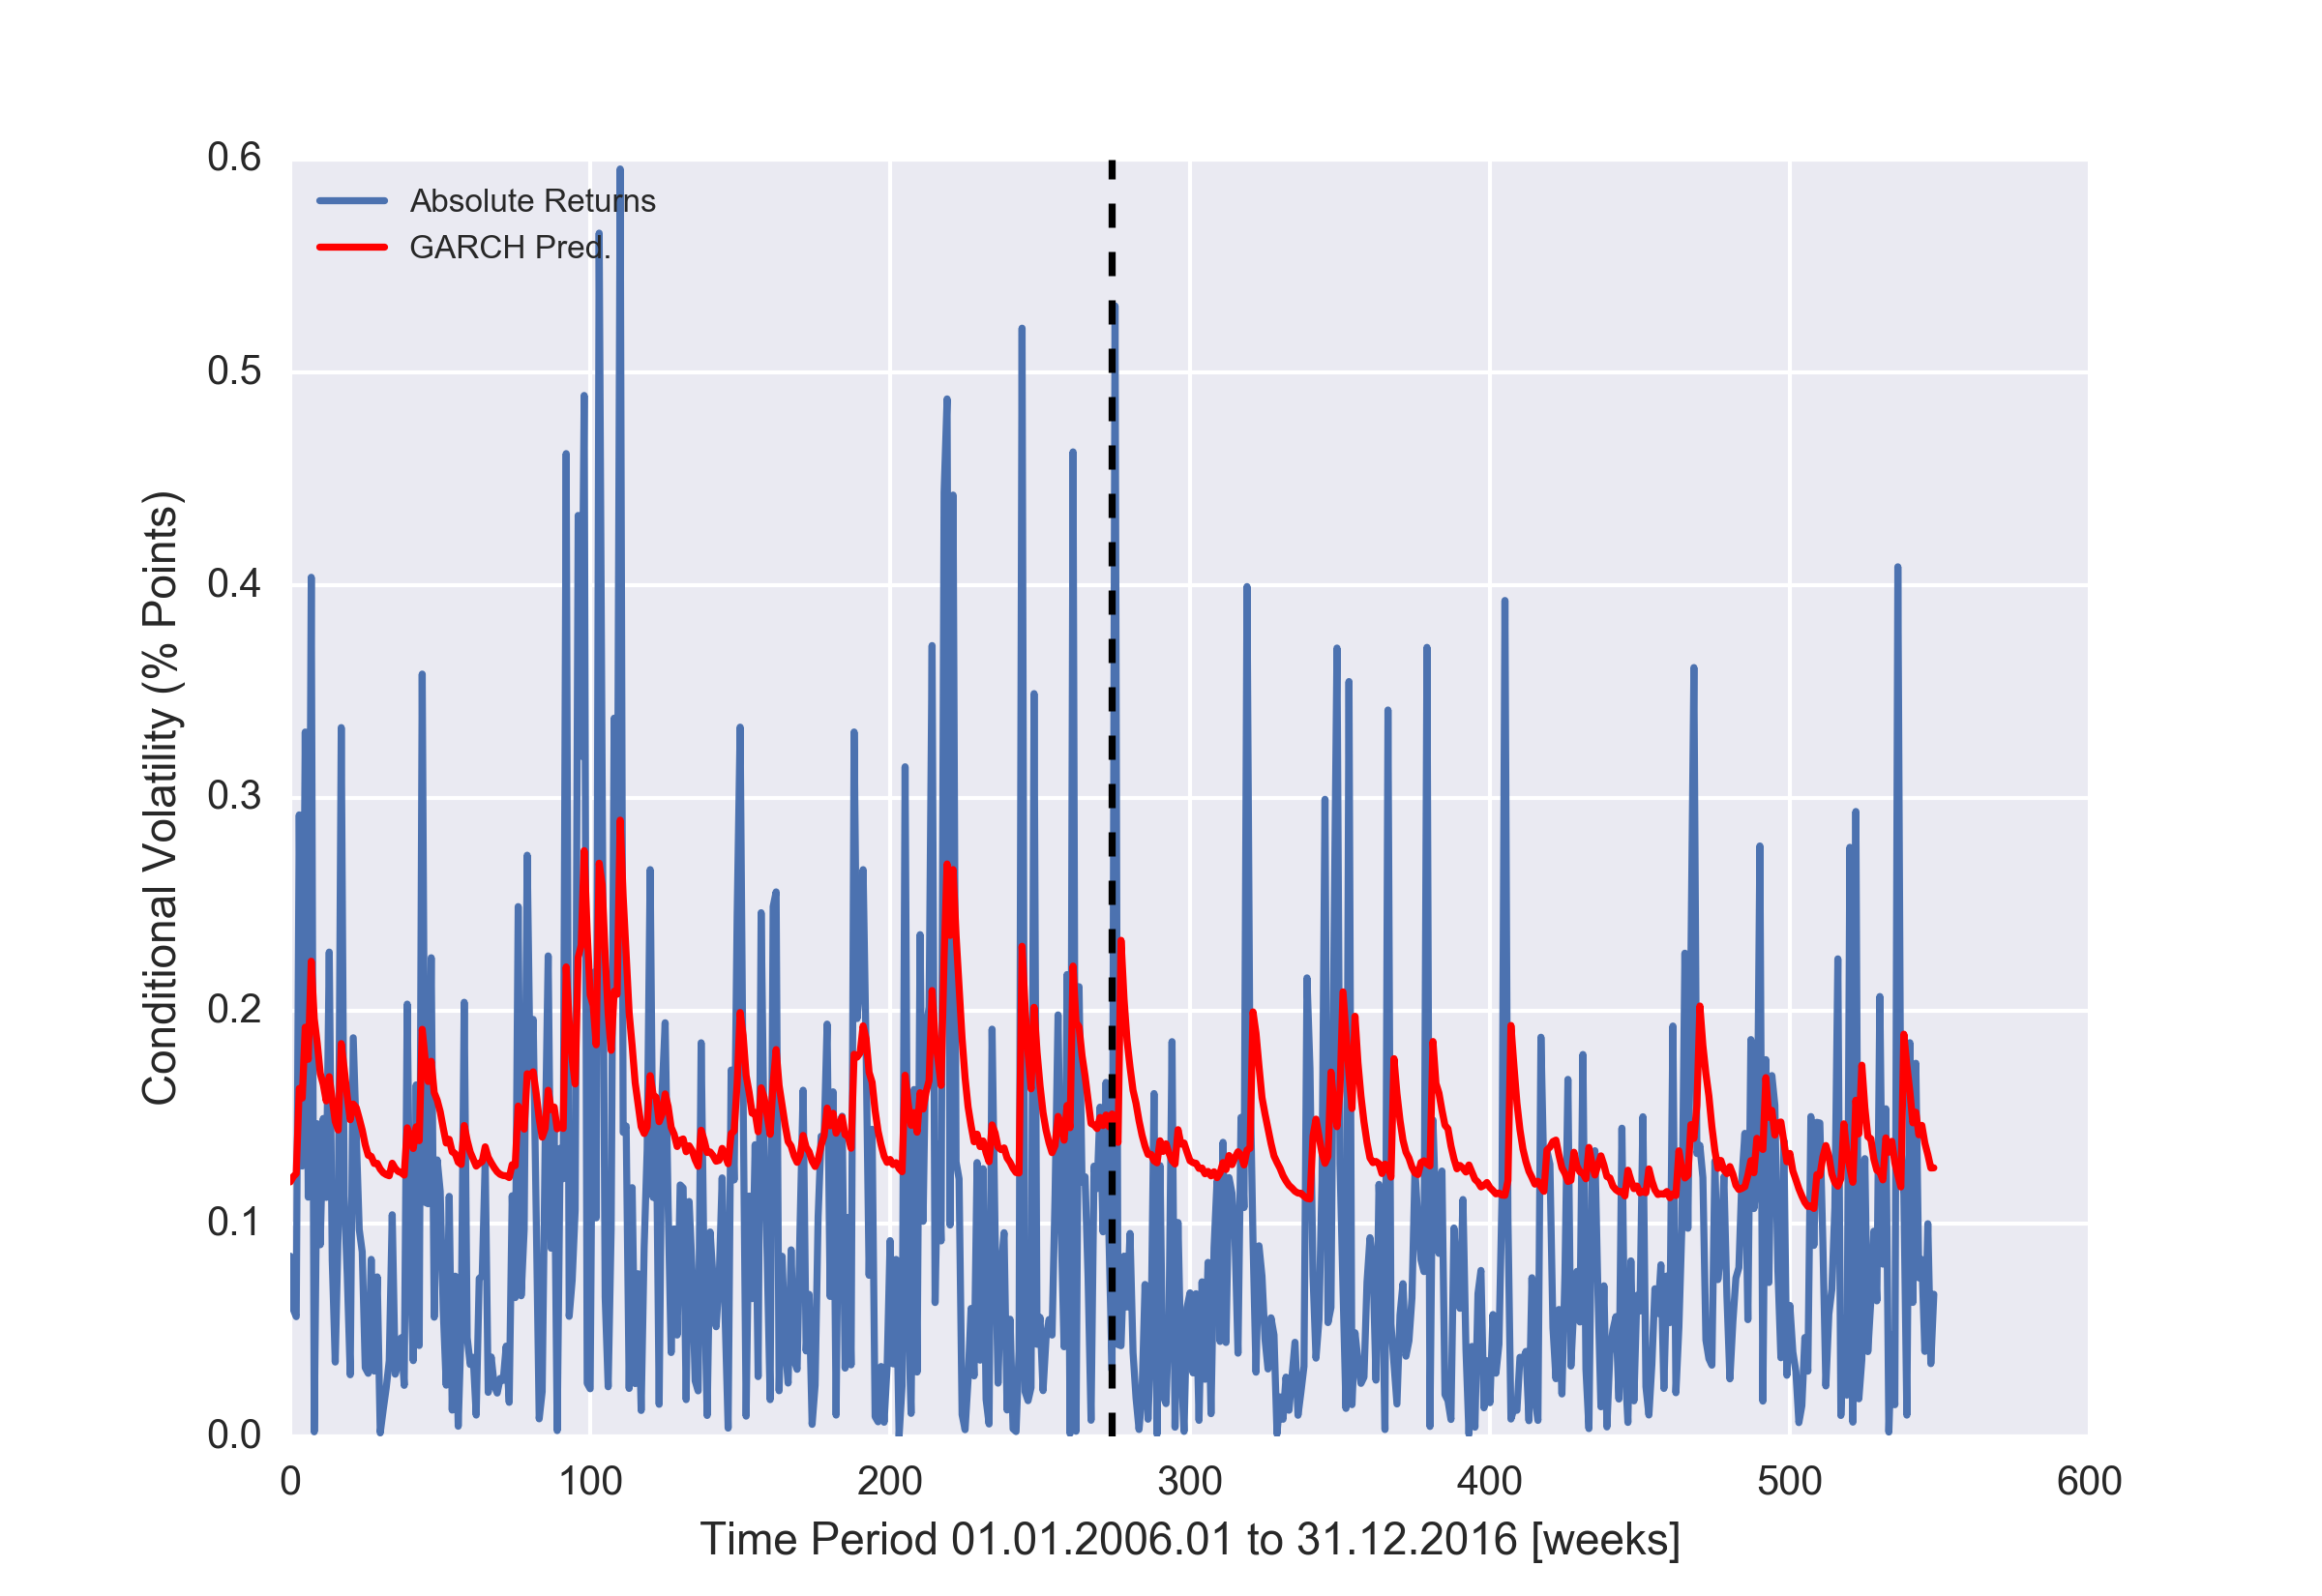 0.6
0.5
0.4
0.3
0.2
0.1
0.0
Conditional Volatility (% Points)
Absolute Returns
GARCH Pred.
0 100 200 300 400 500 600
Time Period 01.01.2006.01 to 31.12.2016 [weeks]